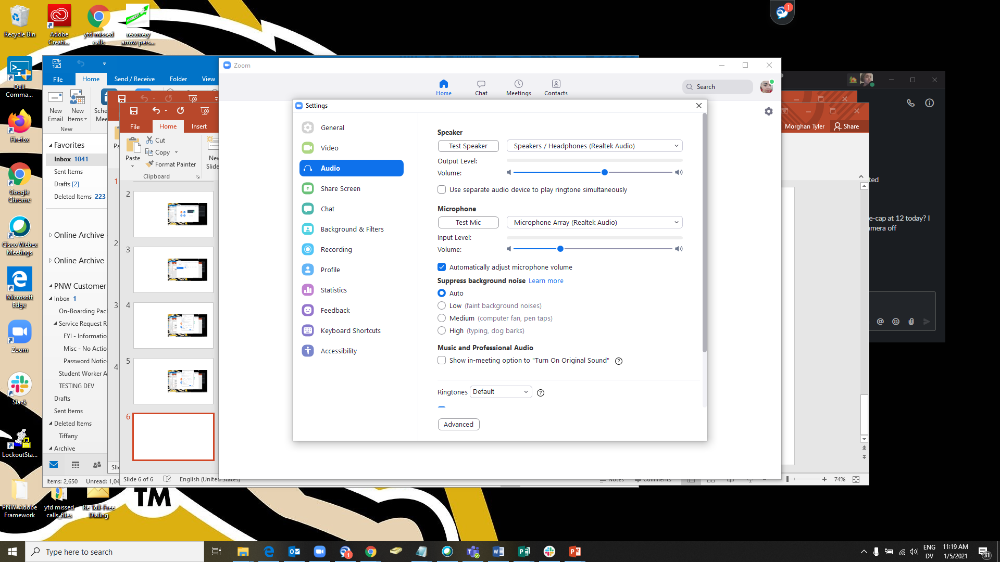 Recycle Bin
Adobe
Creati...
ytd missed
calls
recovery
arrow pers...
1
Dell
Comma...
Firefox
Google
Chrome
Cisco Webex
Meetings
Microsoft
Edge
Zoom
Slack
LockoutSta...
PNW-Adobe
Framework
ytd missed
calls_files
Re Toll-Free
Dialing
TM
File
Home
Send / Receive
Folder
View
New
Email
New
Items
New
Favorites
Inbox 1041
Sent Items
Drafts [2]
Deleted Items 223
Online Archive -
Online Archive -
PNW Customer
Inbox 1
On-Boarding Pack
Service Request R
FYI - Informatio
Misc - No Actio
Password Notice
Student Worker A
TESTING DEV
Drafts
Sent Items
Deleted Items
Tiffany
Archive
Items: 2,650
Unread: 1,04
1
2
3
4
File
Home
Insert
Paste
Cut
Copy
Format Painter
Clipboard
New
Slide
2
3
4
5
6
Slide 6 of 6
English (United States)
Notes
Comments
74%
Morghan Tyler
Share
Zoom
Home
Chat
Meetings
Contacts
Search
Settings
General
Video
Audio
Share Screen
Chat
Background & Filters
Recording
Profile
Statistics
Feedback
Keyboard Shortcuts
Accessibility
Speaker
Test Speaker
Speakers / Headphones (Realtek Audio)
Output Level:
Volume:
Use separate audio device to play ringtone simultaneously
Microphone
Test Mic
Microphone Array (Realtek Audio)
Input Level:
Volume:
Automatically adjust microphone volume
Suppress background noise Learn more
Auto
Low (faint background noises)
Medium (computer fan, pen taps)
High (typing, dog barks)
Music and Professional Audio
Show in-meeting option to "Turn On Original Sound"
Ringtones Default
Advanced
ted
e-cap at 12 today? I
amera off
Type here to search
1
ENG
DV
11:19 AM
1/5/2021
31